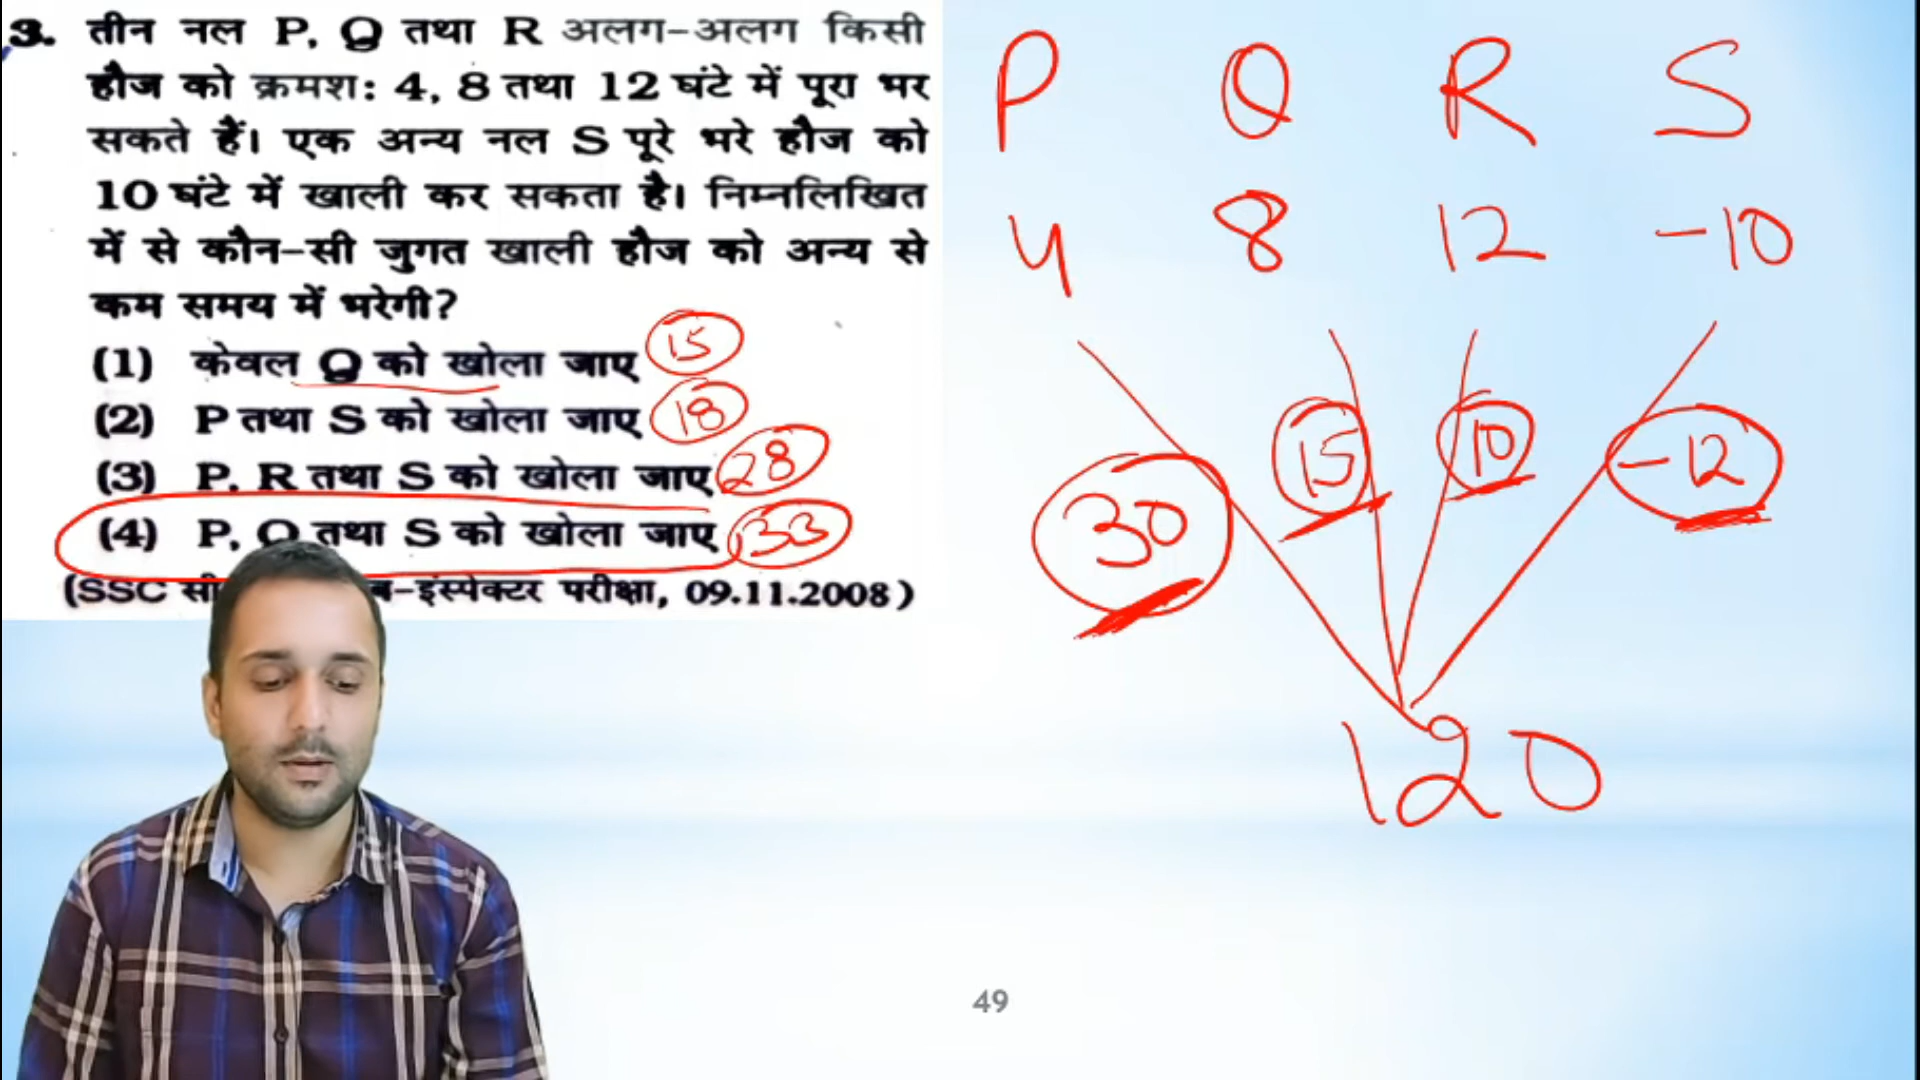 3. तीन नल P, Q तथा R अलग-अलग किसी
हौज को क्रमश: 4, 8 तथा 12 घंटे में पूरा भर
सकते हैं। एक अन्य नल S पूरे भरे हौज को
10 घंटे में खाली कर सकता है। निम्नलिखित
में से कौन-सी जुगत खाली हौज को अन्य से
कम समय में भरेगी?
(1) केवल Q को खोला जाए 15
(2) P तथा S को खोला जाए 18
(3) P, R तथा S को खोला जाए 28
(4) P, Q तथा S को खोला जाए 33
(SSC सी ब-इंस्पेक्टर परीक्षा, 09.11.2008)
P Q R S
4 8 12 -10
30 15 10 -12
120
49